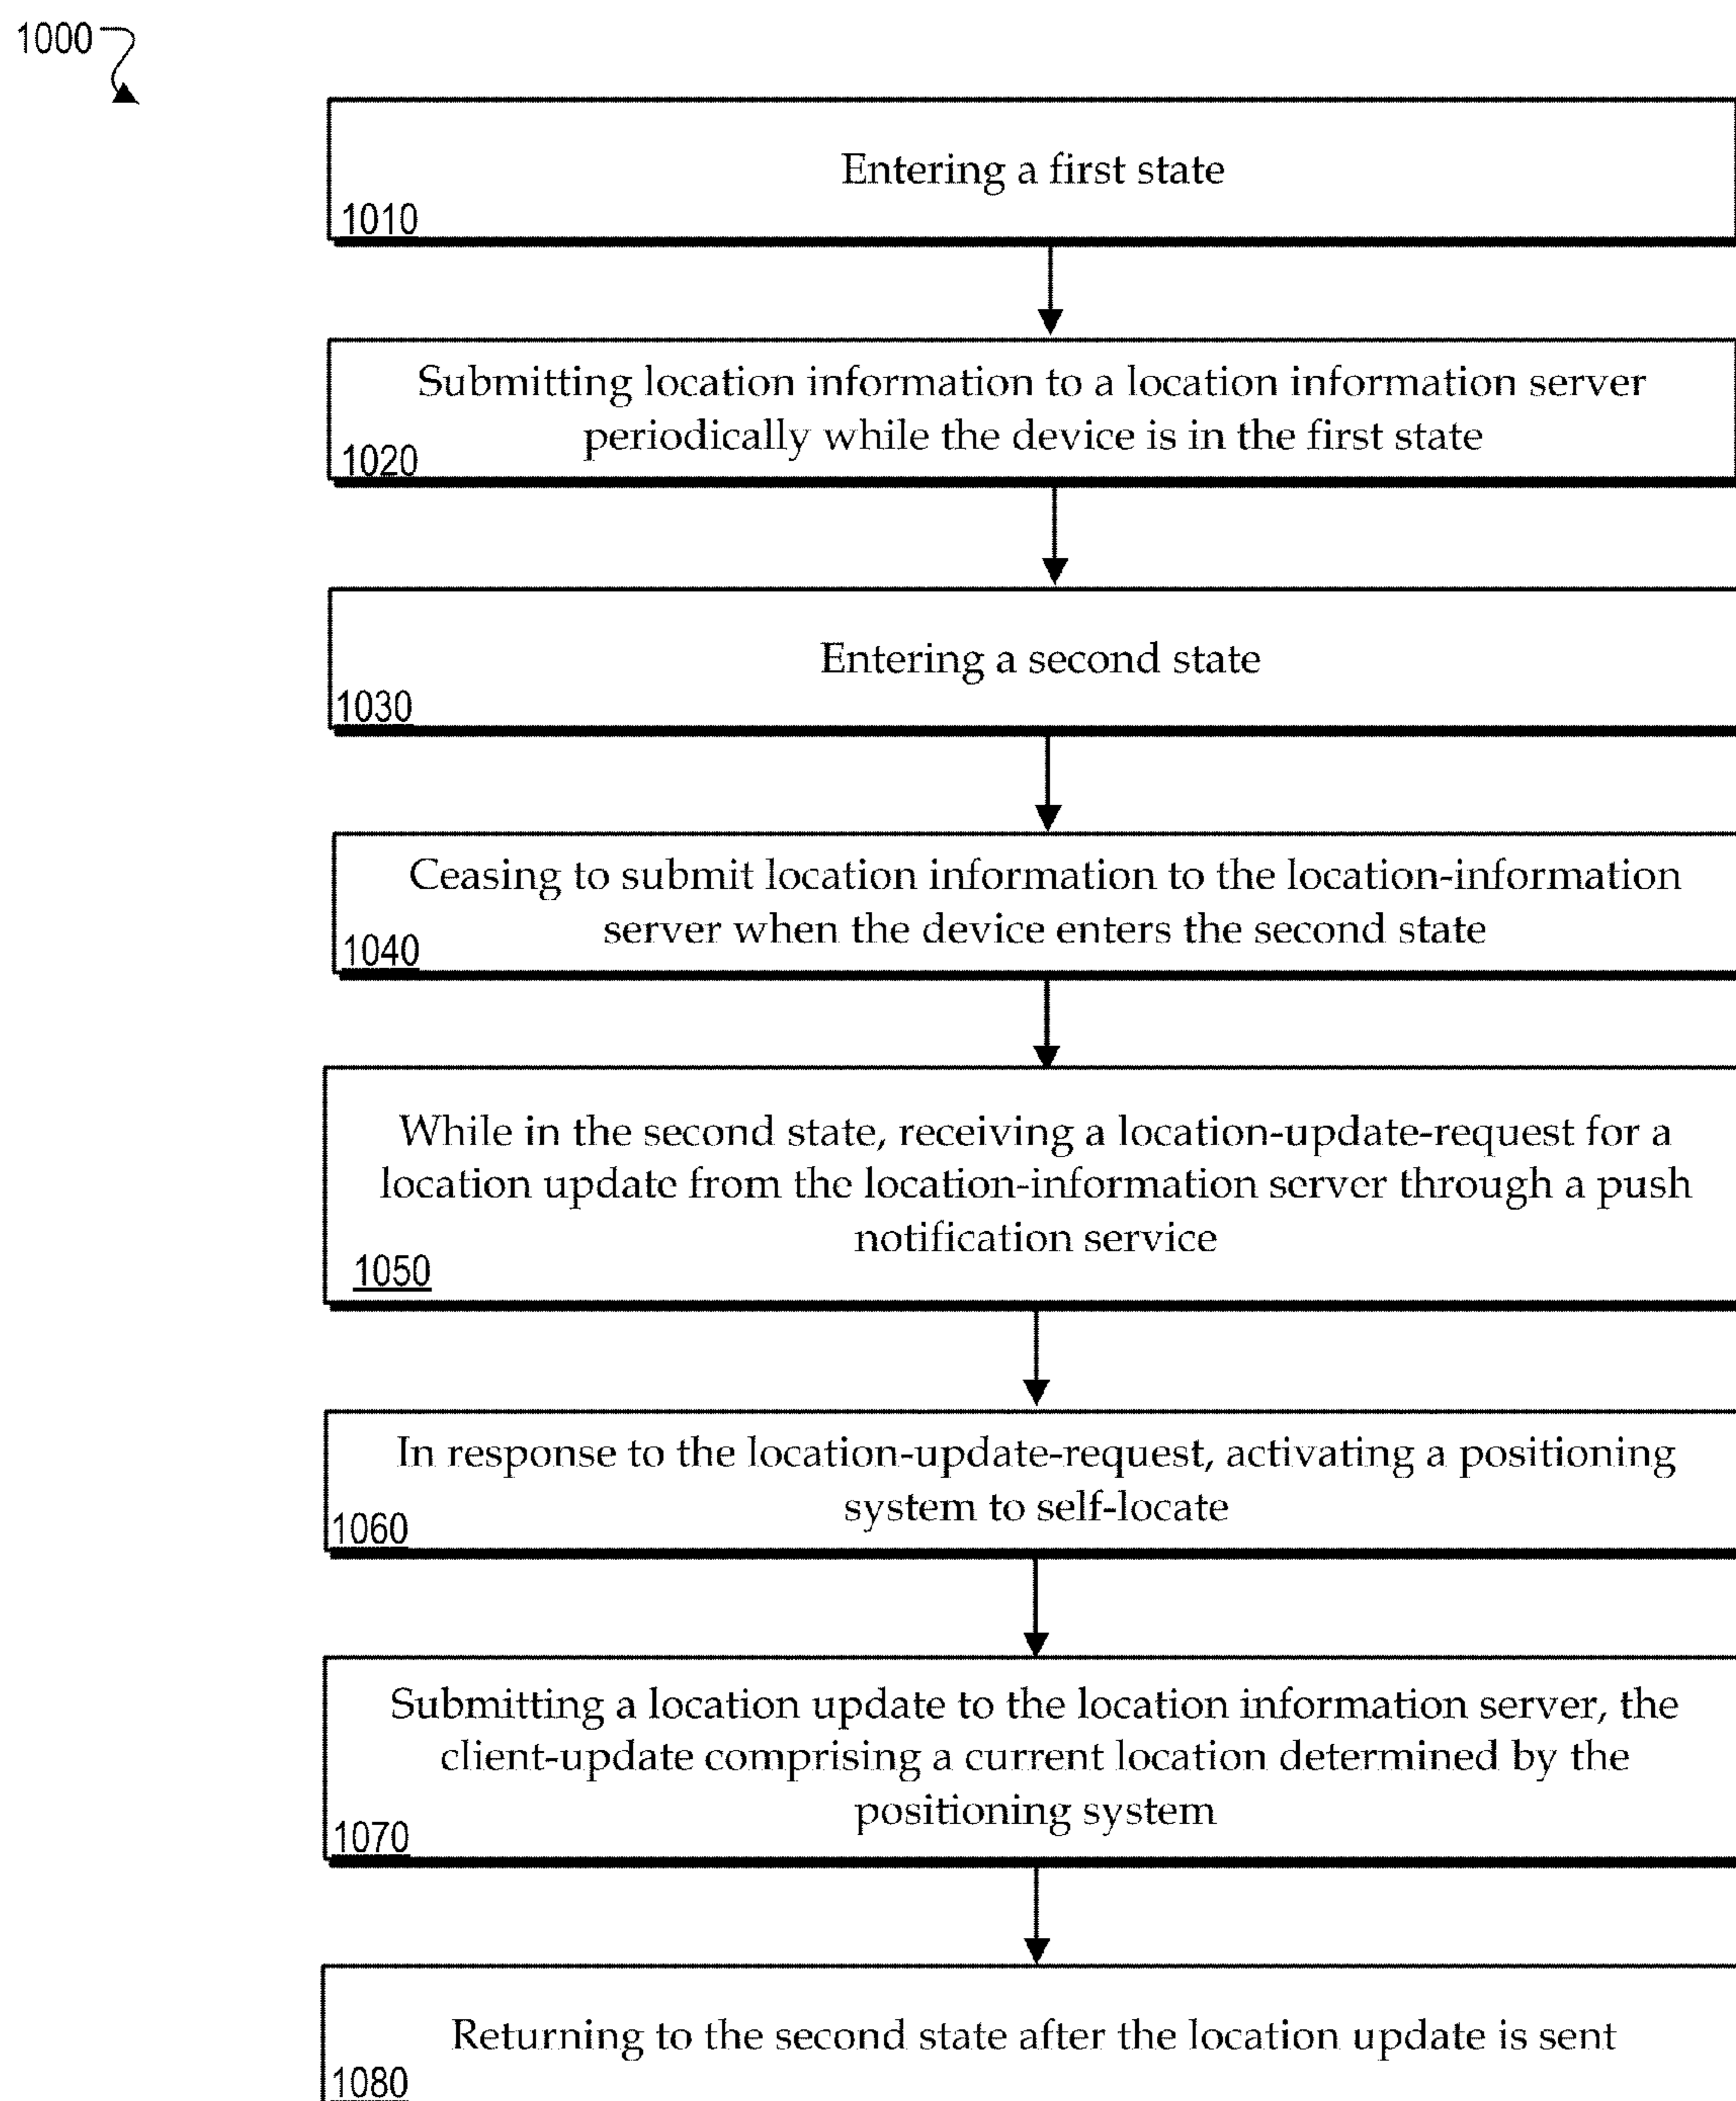 1000
Entering a first state
1010
Submitting location information to a location information server
periodically while the device is in the first state
1020
Entering a second state
1030
Ceasing to submit location information to the location-information
server when the device enters the second state
1040
While in the second state, receiving a location-update-request for a
location update from the location-information server through a push
notification service
1050
In response to the location-update-request, activating a positioning
system to self-locate
1060
Submitting a location update to the location information server, the
client-update comprising a current location determined by the
positioning system
1070
Returning to the second state after the location update is sent
1080